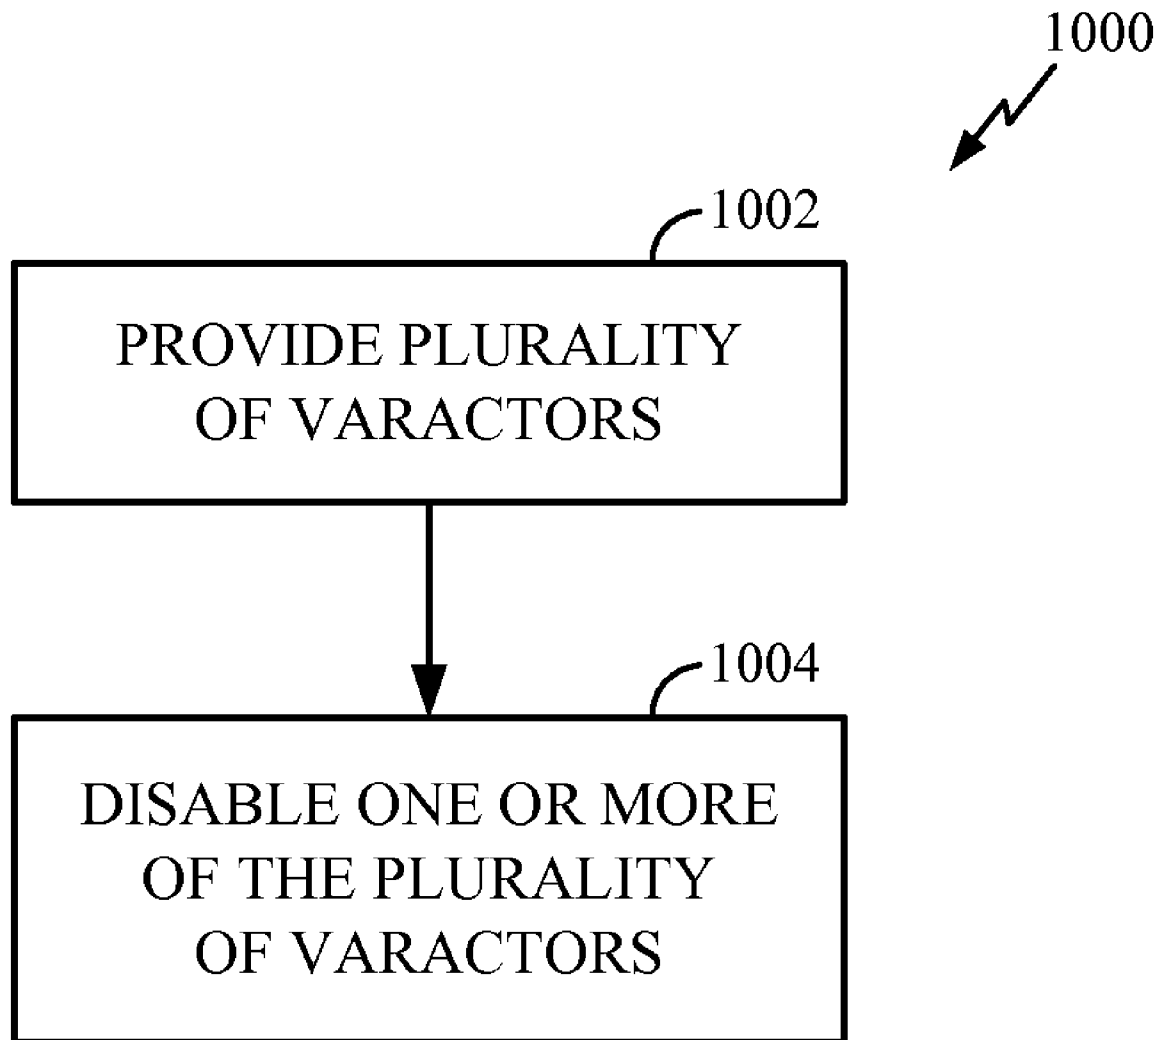 1000
1002
PROVIDE PLURALITY
OF VARACTORS
1004
DISABLE ONE OR MORE
OF THE PLURALITY
OF VARACTORS